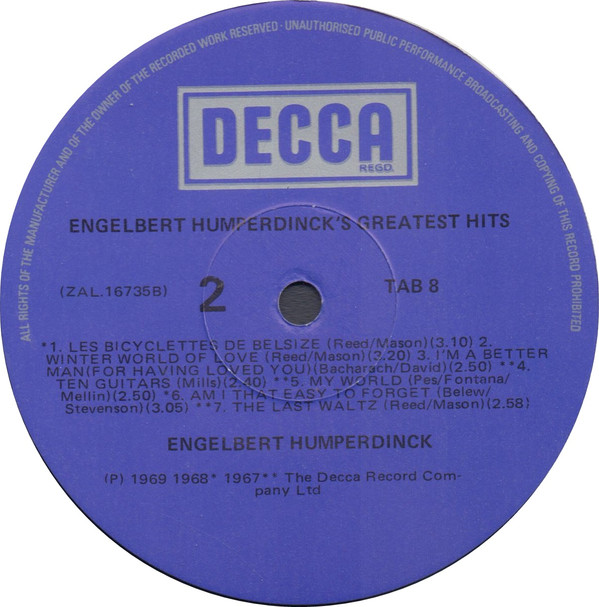 ALL RIGHTS OF THE MANUFACTURER AND OF THE OWNER OF THE RECORDED WORK RESERVED · UNAUTHORISED PUBLIC PERFORMANCE BROADCASTING AND COPYING OF THIS RECORD PROHIBITED
DECCA
REGD.
ENGELBERT HUMPERDINCK'S GREATEST HITS
(ZAL.16735B) 2 TAB 8
*1. LES BICYCLETTES DE BELSIZE (Reed/Mason)(3.10) 2.
WINTER WORLD OF LOVE (Reed/Mason)(3.20) 3. I'M A BETTER
MAN(FOR HAVING LOVED YOU)(Bacharach/David)(2.50) **4.
TEN GUITARS (Mills)(2.40) **5. MY WORLD (Pes/Fontana/
Mellin)(2.50) *6. AM I THAT EASY TO FORGET (Belew/
Stevenson)(3.05) **7. THE LAST WALTZ (Reed/Mason)(2.58)
ENGELBERT HUMPERDINCK
(P) 1969 1968* 1967** The Decca Record Com-
pany Ltd